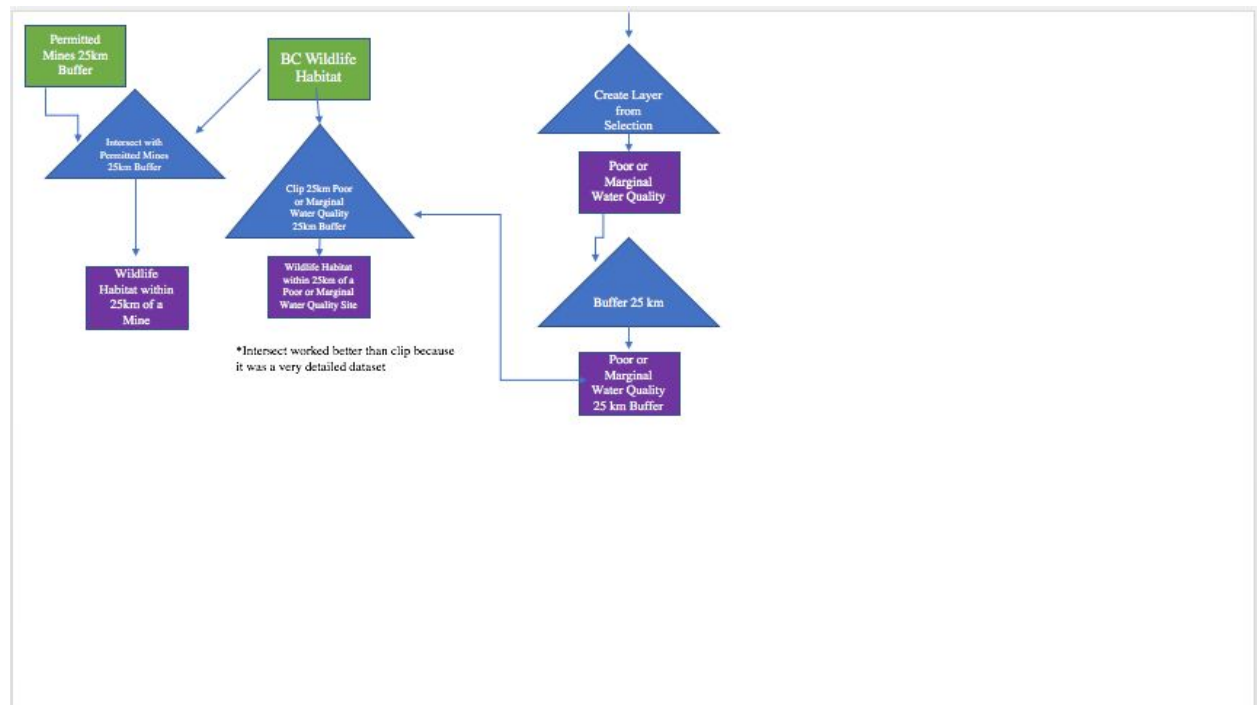 Permitted
Mines 25km
Buffer
BC Wildlife
Habitat
Intersect with
Permitted Mines
25km Buffer
Clip 25km Poor
or Marginal
Water Quality
25km Buffer
Wildlife
Habitat within
25km of a
Mine
Wildlife Habitat
within 25km of a
Poor or Marginal
Water Quality Site
*Intersect worked better than clip because
it was a very detailed dataset
Create Layer
from
Selection
Poor or
Marginal
Water Quality
Buffer 25 km
Poor or
Marginal
Water Quality
25 km Buffer